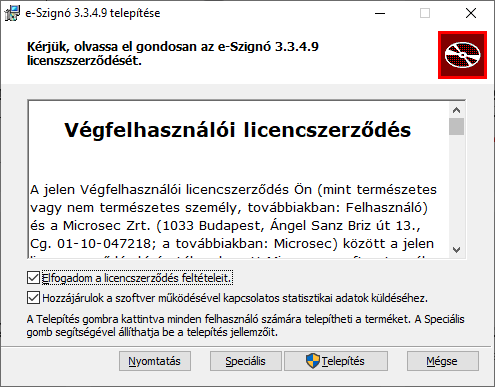 e-Szignó 3.3.4.9 telepítése
Kérjük, olvassa el gondosan az e-Szignó 3.3.4.9
licenszszerződését.
Végfelhasználói licencszerződés
A jelen Végfelhasználói licencszerződés Ön (mint természetes
vagy nem természetes személy, továbbiakban: Felhasználó)
és a Microsec Zrt. (1033 Budapest, Ángel Sanz Briz út 13.,
Cg. 01-10-047218; a továbbiakban: Microsec) között a jelen
Elfogadom a licencszerződés feltételeit.
Hozzájárulok a szoftver működésével kapcsolatos statisztikai adatok küldéséhez.
A Telepítés gombra kattintva minden felhasználó számára telepítheti a terméket. A Speciális
gomb segítségével állíthatja be a telepítés jellemzőit.
Nyomtatás Speciális Telepítés Mégse